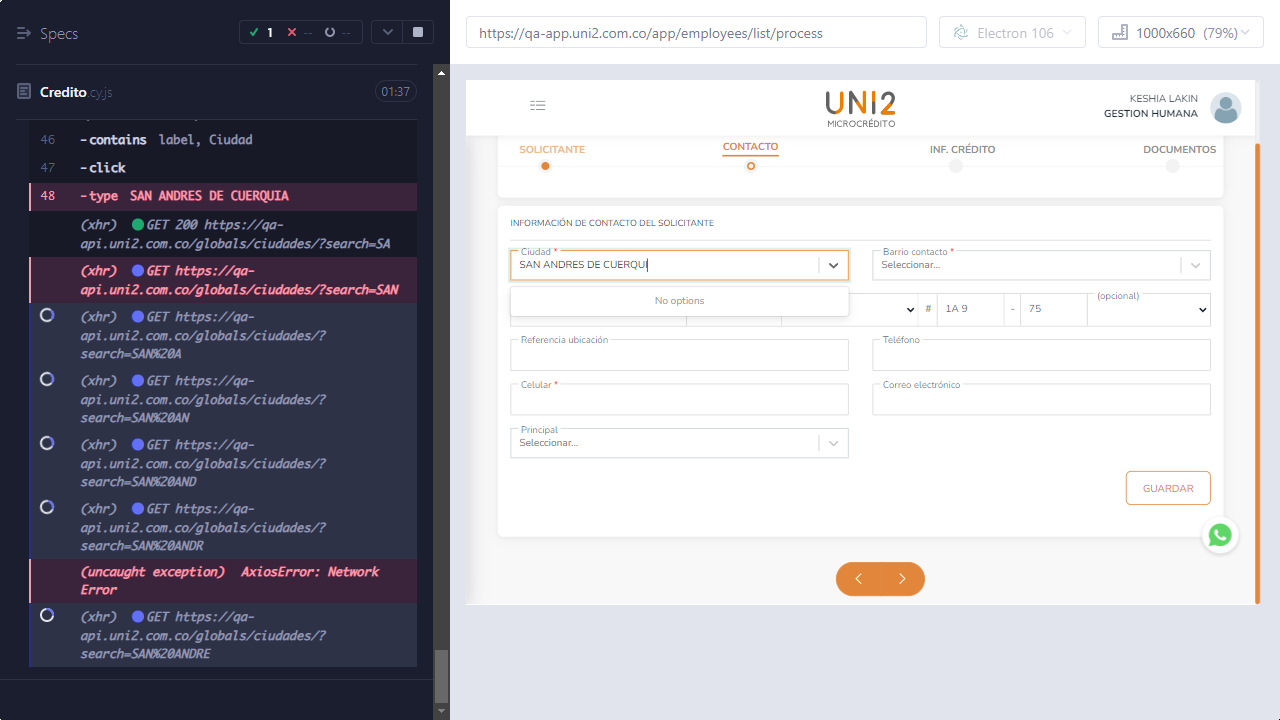 Specs
1 -- --
Credito.cy.js
01:37
46 -contains label, Ciudad
47 -click
48 -type SAN ANDRES DE CUERQUIA
(xhr) GET 200 https://qa-
api.uni2.com.co/globals/ciudades/?search=SA
(xhr) GET https://qa-
api.uni2.com.co/globals/ciudades/?search=SAN
(xhr) GET https://qa-
api.uni2.com.co/globals/ciudades/?
search=SAN%20A
(xhr) GET https://qa-
api.uni2.com.co/globals/ciudades/?
search=SAN%20AN
(xhr) GET https://qa-
api.uni2.com.co/globals/ciudades/?
search=SAN%20AND
(xhr) GET https://qa-
api.uni2.com.co/globals/ciudades/?
search=SAN%20ANDR
(uncaught exception) AxiosError: Network
Error
(xhr) GET https://qa-
api.uni2.com.co/globals/ciudades/?
search=SAN%20ANDRE
https://qa-app.uni2.com.co/app/employees/list/process
Electron 106
1000x660 (79%)
UNI2
MICROCRÉDITO
KESHIA LAKIN
GESTION HUMANA
SOLICITANTE CONTACTO INF. CRÉDITO DOCUMENTOS
INFORMACIÓN DE CONTACTO DEL SOLICITANTE
Ciudad * Barrio contacto *
SAN ANDRES DE CUERQUI Seleccionar...
No options
(opcional)
# 1A 9 - 75
Referencia ubicación Teléfono
Celular * Correo electrónico
Principal
Seleccionar...
GUARDAR